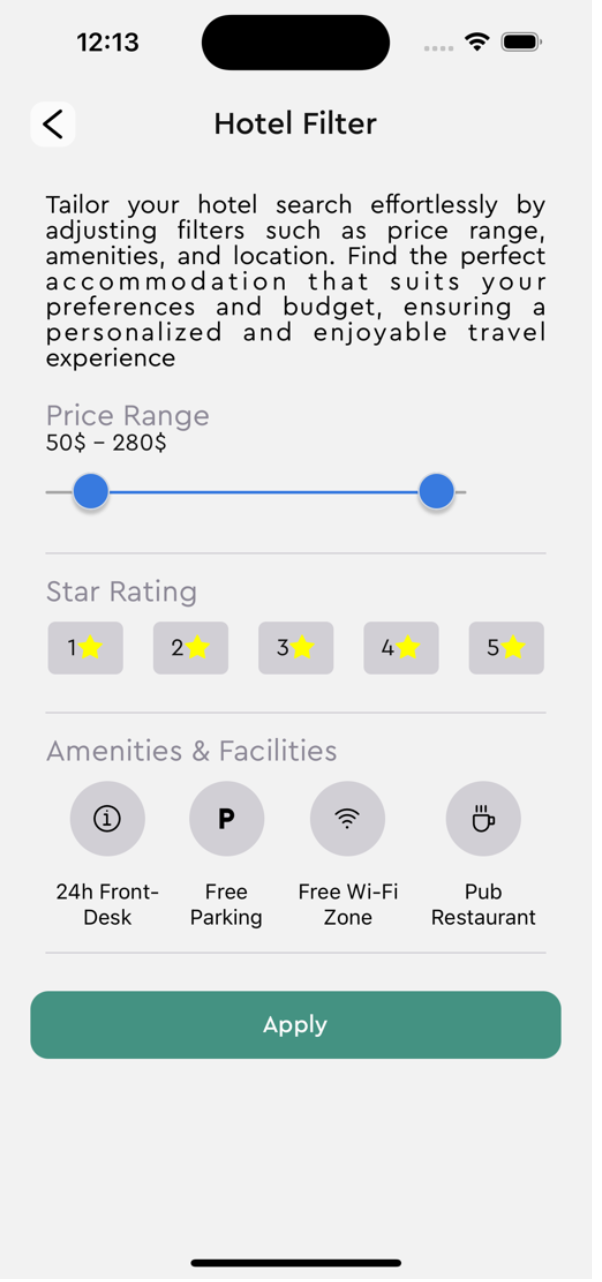 12:13
Hotel Filter
Tailor your hotel search effortlessly by
adjusting filters such as price range,
amenities, and location. Find the perfect
accommodation that suits your
preferences and budget, ensuring a
personalized and enjoyable travel
experience
Price Range
50$ - 280$
Star Rating
1 2 3 4 5
Amenities & Facilities
P
24h Front-
Desk
Free
Parking
Free Wi-Fi
Zone
Pub
Restaurant
Apply